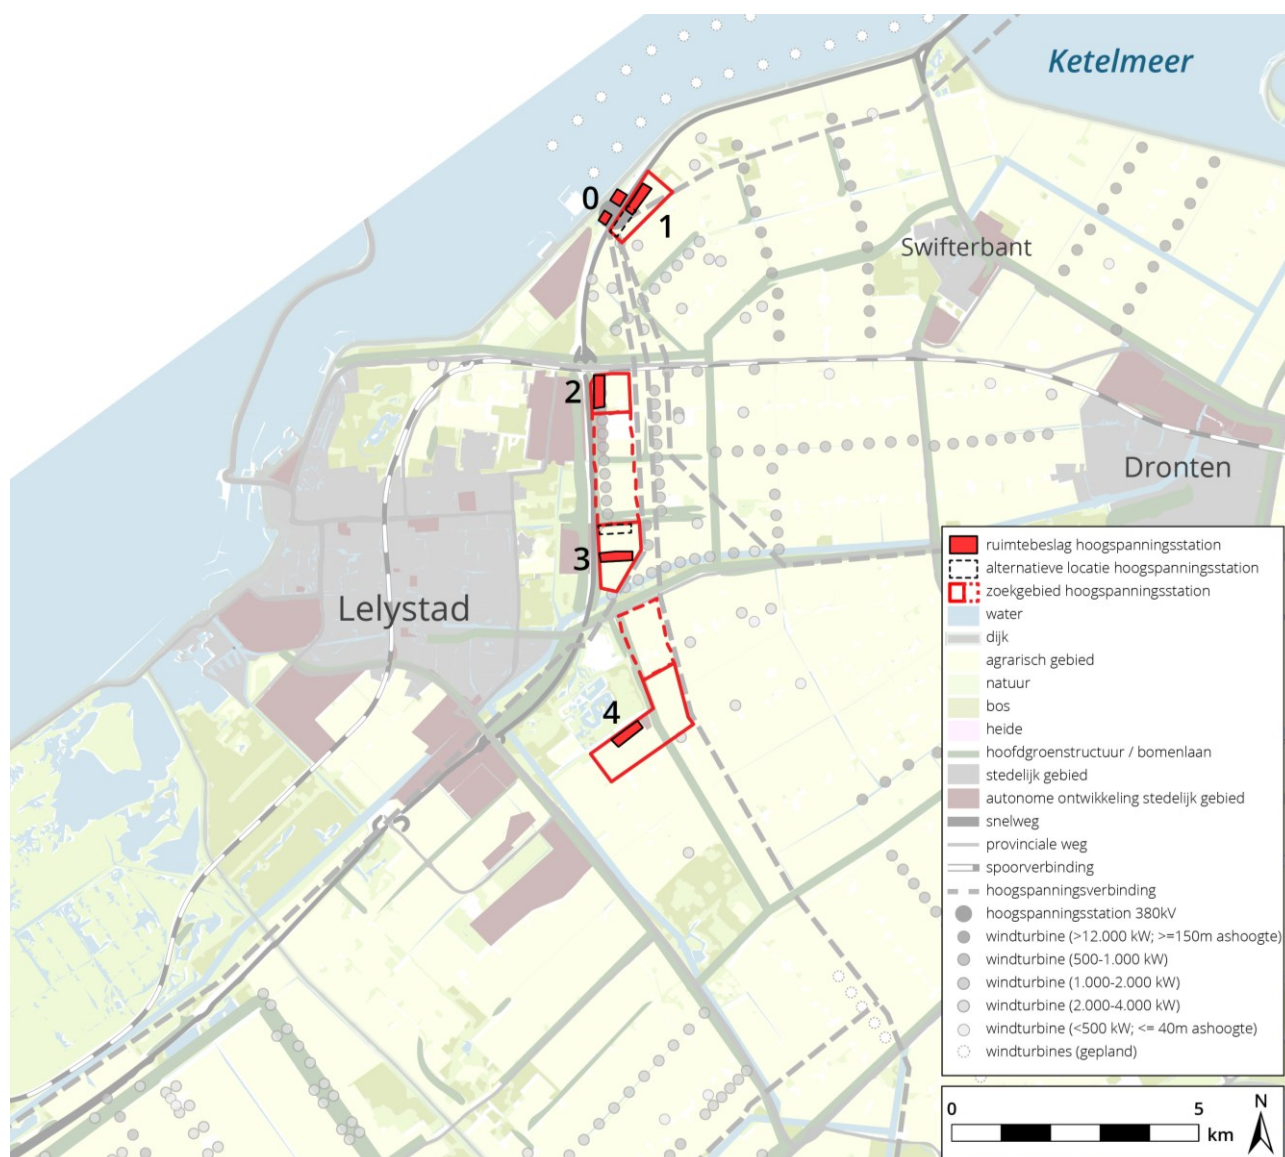 Ketelmeer
0
1
Swifterbant
2
Dronten
3
Lelystad
4
ruimtebeslag hoogspanningsstation
alternatieve locatie hoogspanningsstation
zoekgebied hoogspanningsstation
water
dijk
agrarisch gebied
natuur
bos
heide
hoofdgroenstructuur / bomenlaan
stedelijk gebied
autonome ontwikkeling stedelijk gebied
snelweg
provinciale weg
spoorverbinding
hoogspanningsverbinding
hoogspanningsstation 380kV
windturbine (>12.000 kW; >=150m ashoogte)
windturbine (500-1.000 kW)
windturbine (1.000-2.000 kW)
windturbine (2.000-4.000 kW)
windturbine (<500 kW; <= 40m ashoogte)
windturbines (gepland)
0 5 N
km